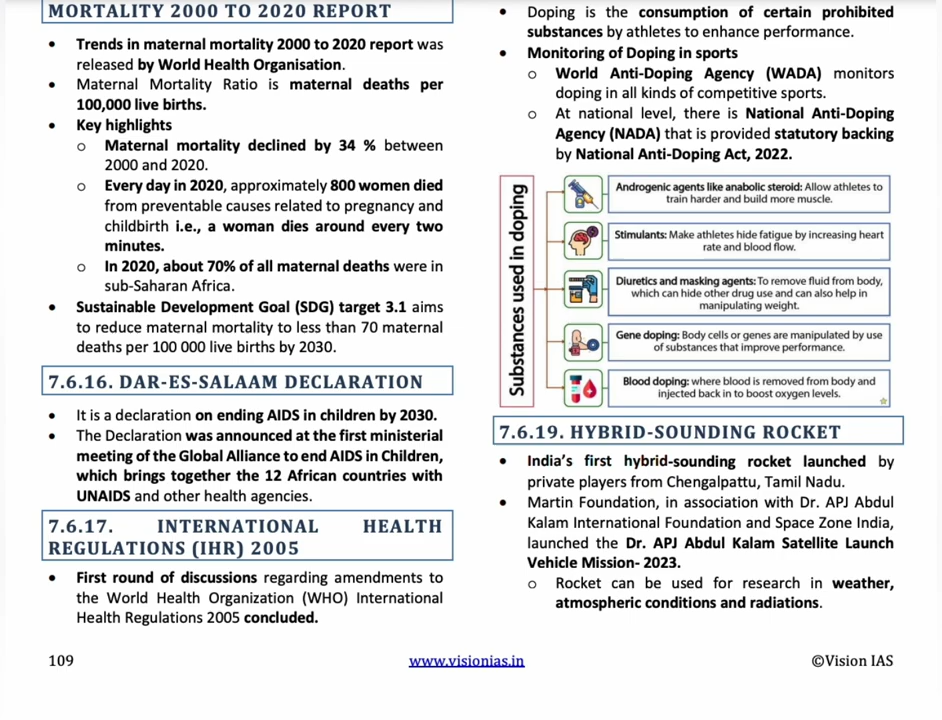 MORTALITY 2000 TO 2020 REPORT
• Trends in maternal mortality 2000 to 2020 report was
released by World Health Organisation.
• Maternal Mortality Ratio is maternal deaths per
100,000 live births.
• Key highlights
o Maternal mortality declined by 34 % between
2000 and 2020.
o Every day in 2020, approximately 800 women died
from preventable causes related to pregnancy and
childbirth i.e., a woman dies around every two
minutes.
o In 2020, about 70% of all maternal deaths were in
sub-Saharan Africa.
• Sustainable Development Goal (SDG) target 3.1 aims
to reduce maternal mortality to less than 70 maternal
deaths per 100 000 live births by 2030.
7.6.16. DAR-ES-SALAAM DECLARATION
• It is a declaration on ending AIDS in children by 2030.
• The Declaration was announced at the first ministerial
meeting of the Global Alliance to end AIDS in Children,
which brings together the 12 African countries with
UNAIDS and other health agencies.
7.6.17. INTERNATIONAL HEALTH
REGULATIONS (IHR) 2005
• First round of discussions regarding amendments to
the World Health Organization (WHO) International
Health Regulations 2005 concluded.
• Doping is the consumption of certain prohibited
substances by athletes to enhance performance.
• Monitoring of Doping in sports
o World Anti-Doping Agency (WADA) monitors
doping in all kinds of competitive sports.
o At national level, there is National Anti-Doping
Agency (NADA) that is provided statutory backing
by National Anti-Doping Act, 2022.
Substances used in doping
Androgenic agents like anabolic steroid: Allow athletes to
train harder and build more muscle.
Stimulants: Make athletes hide fatigue by increasing heart
rate and blood flow.
Diuretics and masking agents: To remove fluid from body,
which can hide other drug use and can also help in
manipulating weight.
Gene doping: Body cells or genes are manipulated by use
of substances that improve performance.
Blood doping: where blood is removed from body and
injected back in to boost oxygen levels.
7.6.19. HYBRID-SOUNDING ROCKET
• India's first hybrid-sounding rocket launched by
private players from Chengalpattu, Tamil Nadu.
• Martin Foundation, in association with Dr. APJ Abdul
Kalam International Foundation and Space Zone India,
launched the Dr. APJ Abdul Kalam Satellite Launch
Vehicle Mission- 2023.
o Rocket can be used for research in weather,
atmospheric conditions and radiations.
109
www.visionias.in
©Vision IAS